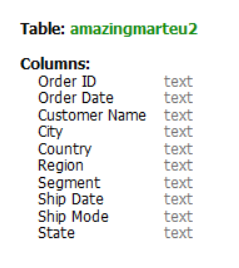 Table: amazingmarteu2
Columns:
Order ID text
Order Date text
Customer Name text
City text
Country text
Region text
Segment text
Ship Date text
Ship Mode text
State text